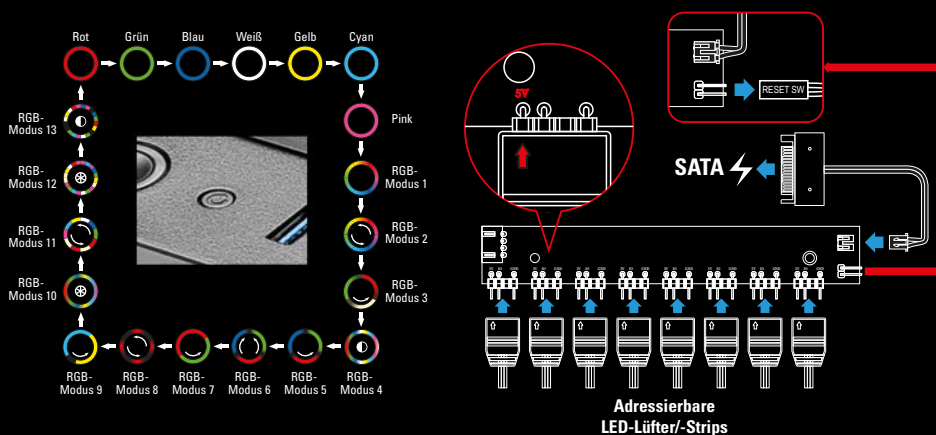 Rot
Grün
Blau
Weiß
Gelb
Cyan
Pink
RGB-
Modus 1
RGB-
Modus 2
RGB-
Modus 3
RGB-
Modus 4
RGB-
Modus 5
RGB-
Modus 6
RGB-
Modus 7
RGB-
Modus 8
RGB-
Modus 9
RGB-
Modus 10
RGB-
Modus 11
RGB-
Modus 12
RGB-
Modus 13
5V
RESET SW
SATA
Adressierbare
LED-Lüfter/-Strips